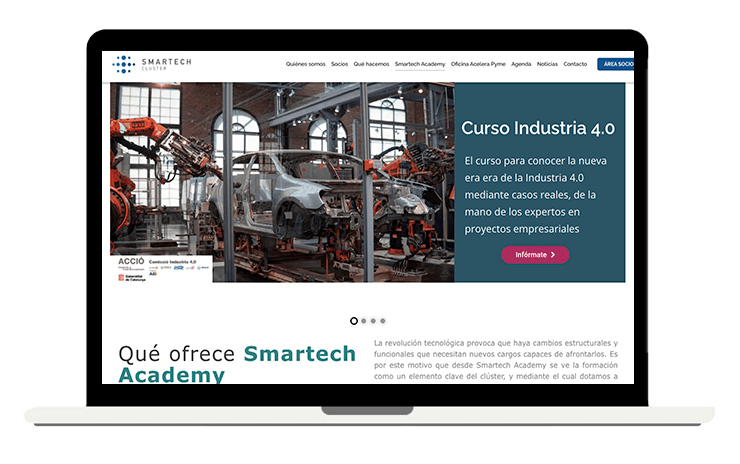 SMARTECH
CLUSTER
Quiénes somos Socios Qué hacemos Smartech Academy Oficina Acelera Pyme Agenda Noticias Contacto ÁREA SOCIO
Curso Industria 4.0
El curso para conocer la nueva
era era de la Industria 4.0
mediante casos reales, de la
mano de los expertos en
proyectos empresariales
Infórmate
ACCIÓ
Comissió Indústria 4.0
Generalitat
de Catalunya
Qué ofrece Smartech
Academy
La revolución tecnológica provoca que haya cambios estructurales y
funcionales que necesitan nuevos cargos capaces de afrontarlos. Es
por este motivo que desde Smartech Academy se ve la formación
como un elemento clave del clúster, y mediante el cual dotamos a